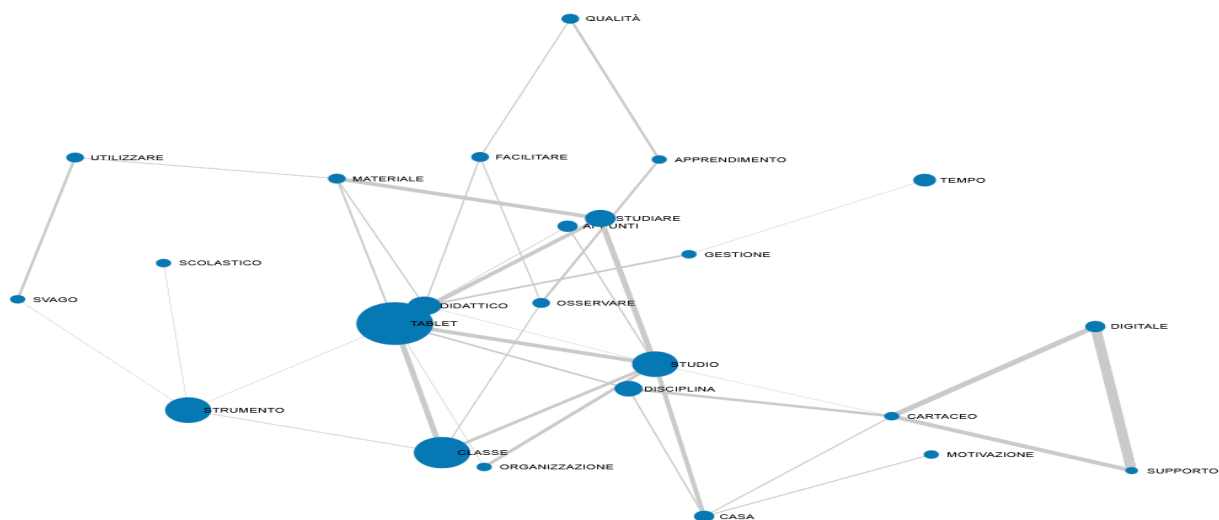 QUALITÀ
UTILIZZARE
FACILITARE
APPRENDIMENTO
MATERIALE
TEMPO
STUDIARE
APPUNTI
GESTIONE
SCOLASTICO
SVAGO
DIDATTICO
OSSERVARE
TABLET
DIGITALE
STUDIO
DISCIPLINA
STRUMENTO
CARTACEO
CLASSE
MOTIVAZIONE
ORGANIZZAZIONE
SUPPORTO
CASA